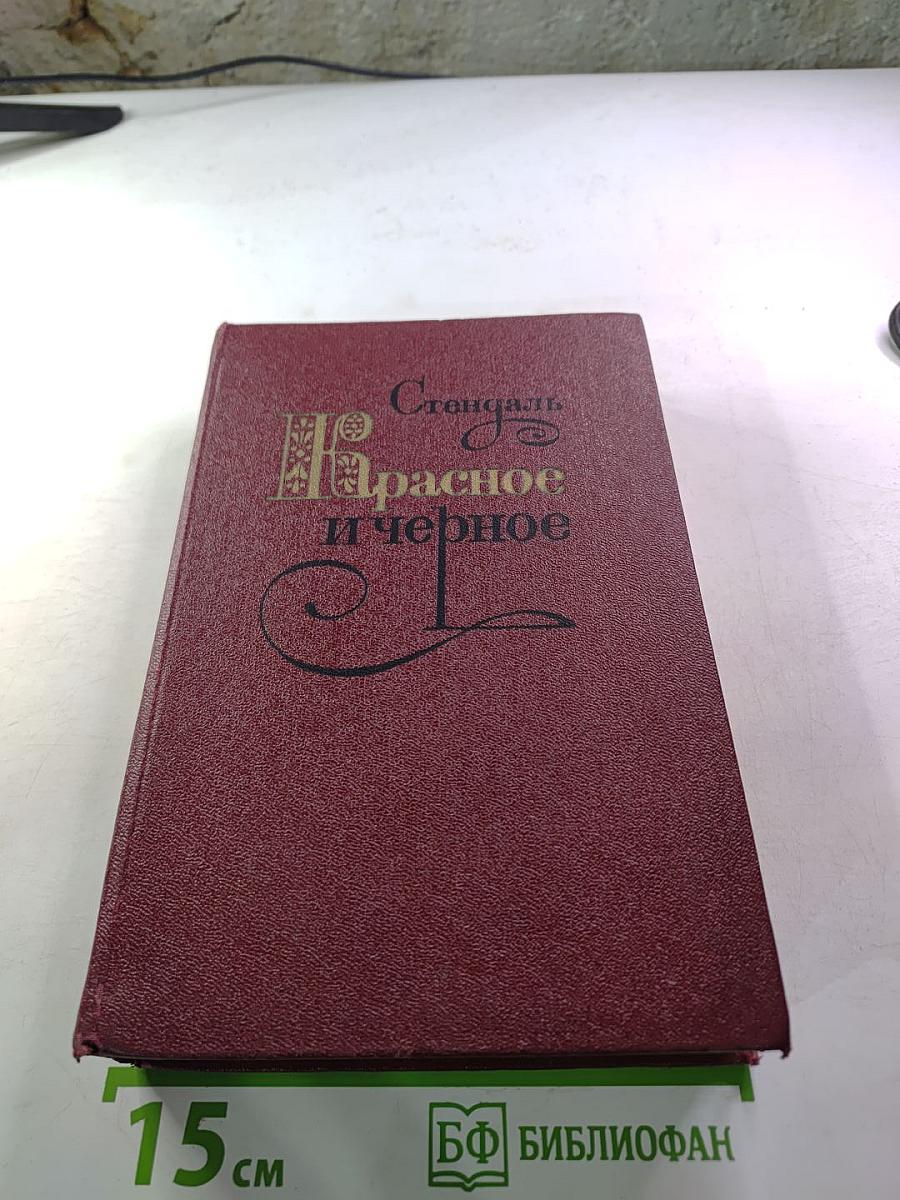 Стендаль
Красное
и черное
15 см
БФ БИБЛИОФАН